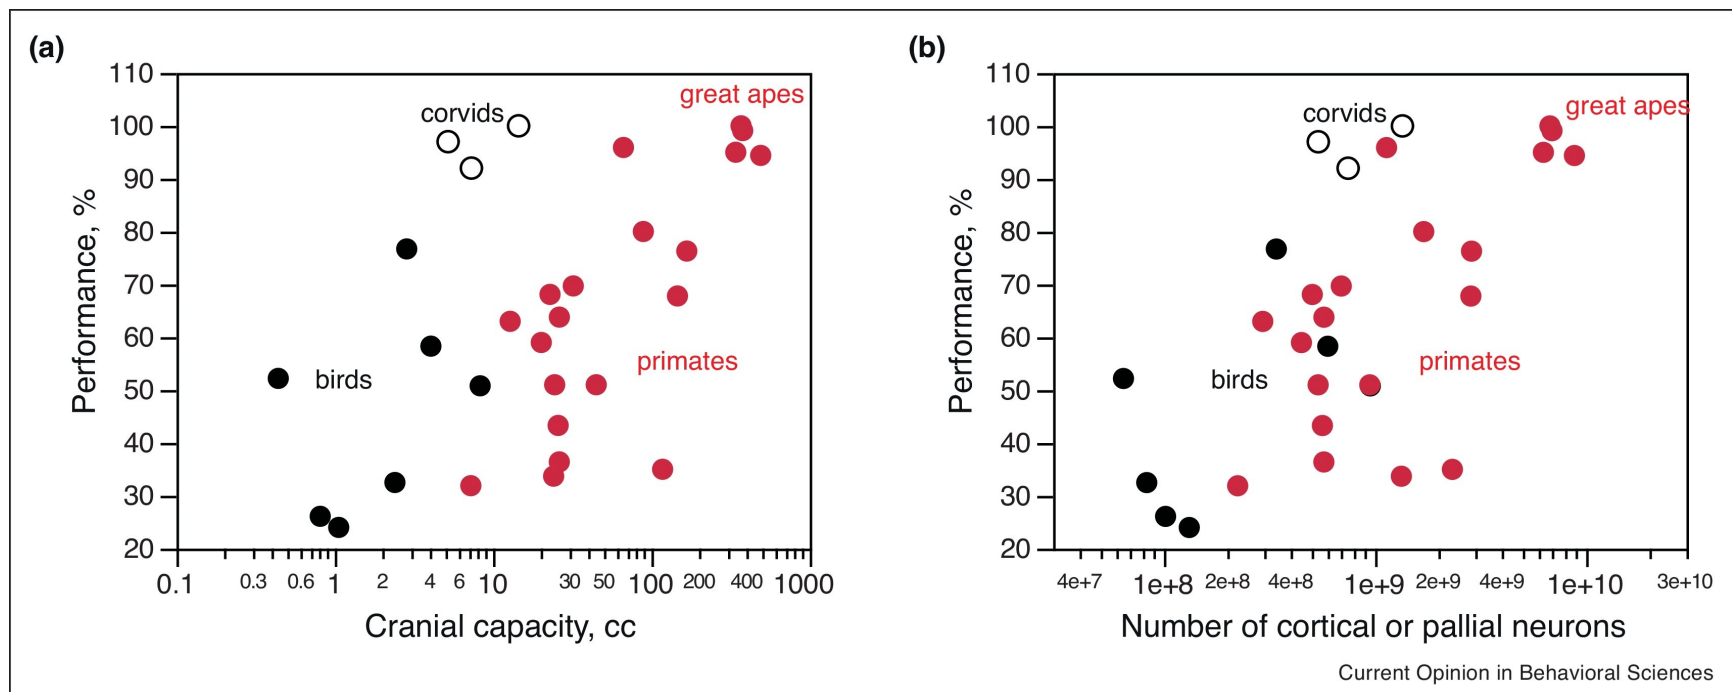 (a)
110
100
90
80
70
60
50
40
30
20
Performance, %
corvids
great apes
birds
primates
0.1 0.3 0.6 1 2 4 6 10 30 50 100 200 400 1000
Cranial capacity, cc
(b)
110
100
90
80
70
60
50
40
30
20
Performance, %
corvids
great apes
birds
primates
4e+7 1e+8 2e+8 4e+8 1e+9 2e+9 4e+9 1e+10 3e+10
Number of cortical or pallial neurons
Current Opinion in Behavioral Sciences